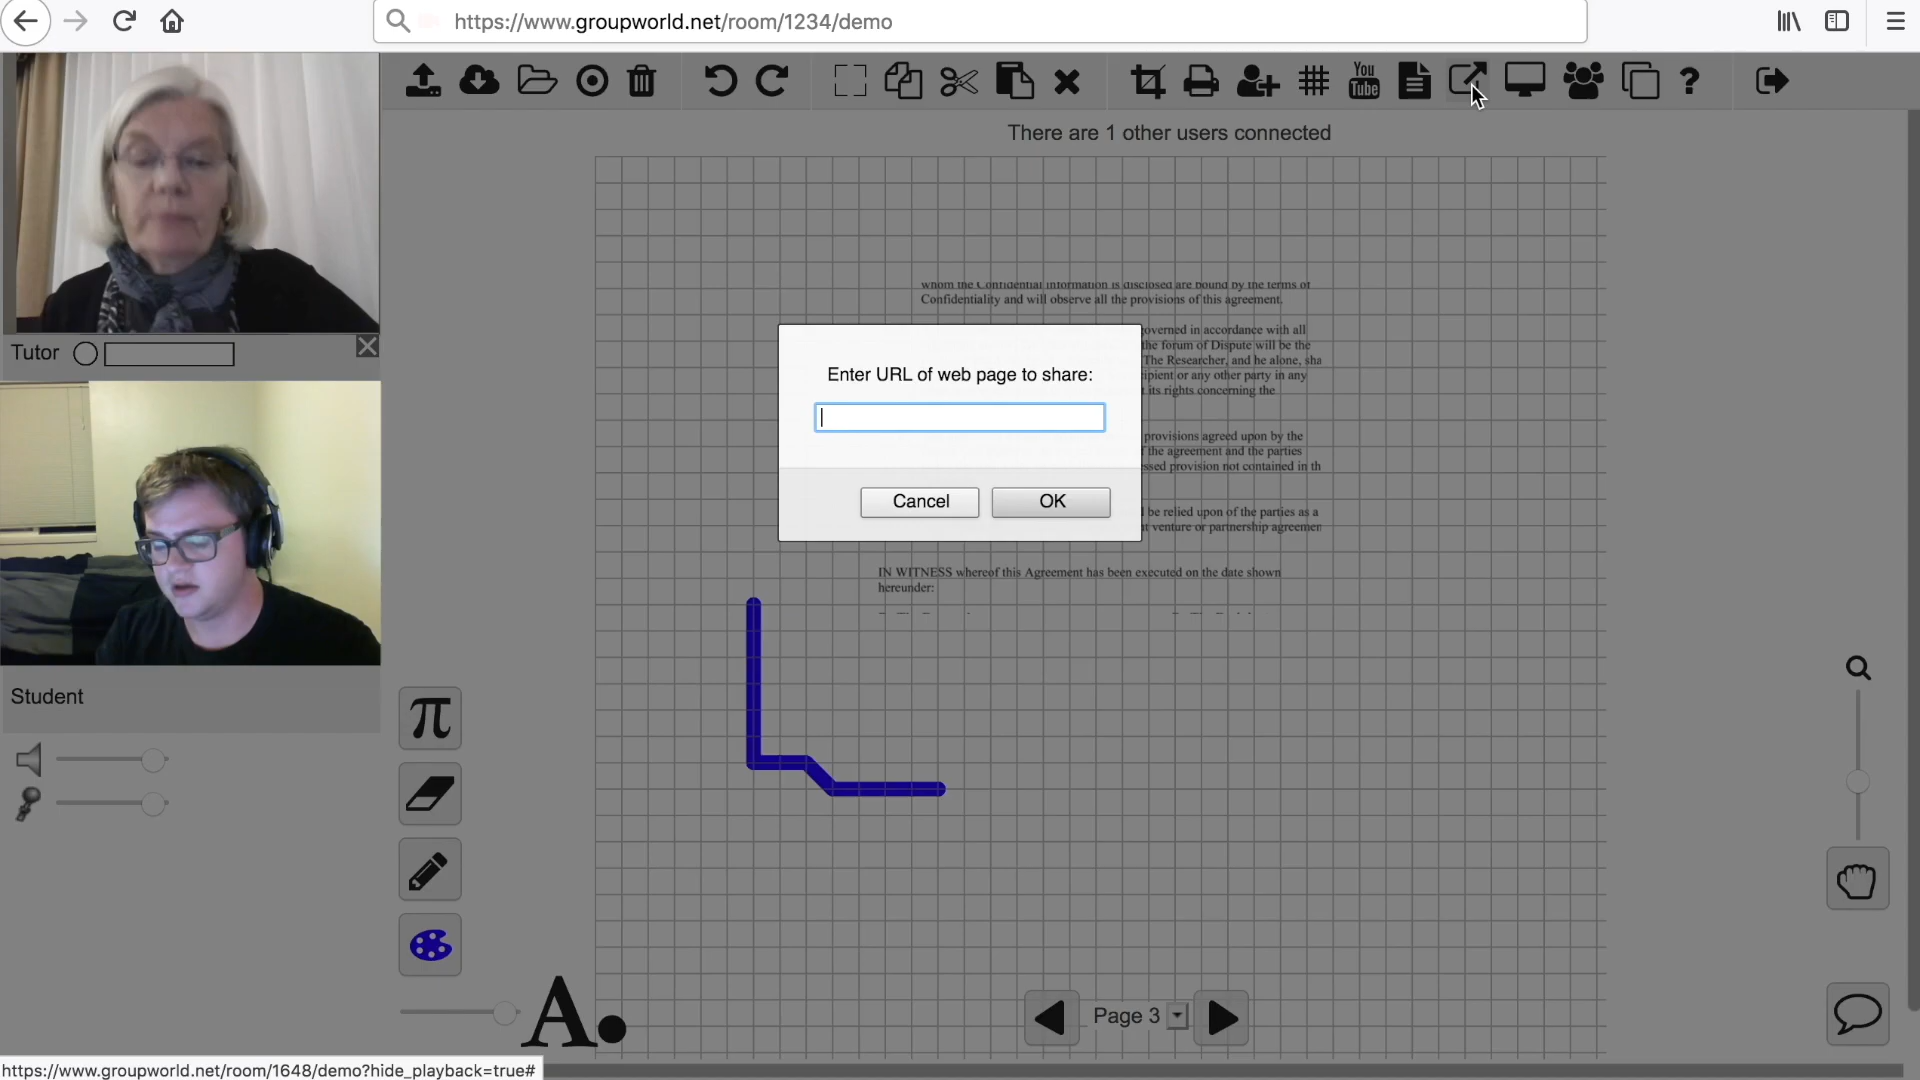 https://www.groupworld.net/room/1234/demo
You
Tube
?
There are 1 other users connected
whom the Confidential information is disclosed are bound by the terms of
Confidentiality and will observe all the provisions of this agreement.
governed in accordance with all
the forum of Dispute will be the
The Researcher, and he alone, sha
cipient or any other party in any
its rights concerning the
Enter URL of web page to share:
provisions agreed upon by the
the agreement and the parties
ssed provision not contained in th
Cancel
OK
be relied upon of the parties as a
venture or partnership agreemen
IN WITNESS whereof this Agreement has been executed on the date shown
hereunder:
Tutor
Student
π
A
Page 3
https://www.groupworld.net/room/1648/demo?hide_playback=true#